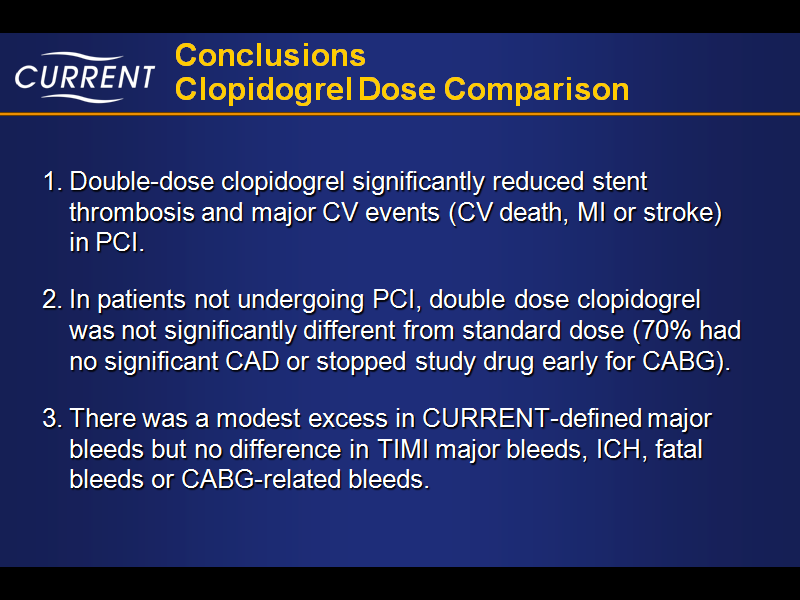 CURRENT
Conclusions
Clopidogrel Dose Comparison
1. Double-dose clopidogrel significantly reduced stent
thrombosis and major CV events (CV death, MI or stroke)
in PCI.
2. In patients not undergoing PCI, double dose clopidogrel
was not significantly different from standard dose (70% had
no significant CAD or stopped study drug early for CABG).
3. There was a modest excess in CURRENT-defined major
bleeds but no difference in TIMI major bleeds, ICH, fatal
bleeds or CABG-related bleeds.